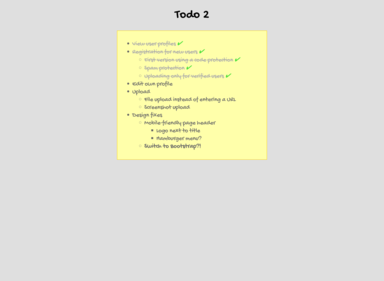 Todo 2
View user profiles ✔
Registration for new users ✔
First version using a code protection ✔
Spam protection ✔
Uploading only for verified users ✔
Edit own profile
Upload
File upload instead of entering a URL
Screenshot upload
Design fixes
Mobile-friendly page header
Logo next to title
Hamburger menu?
Switch to Bootstrap?!